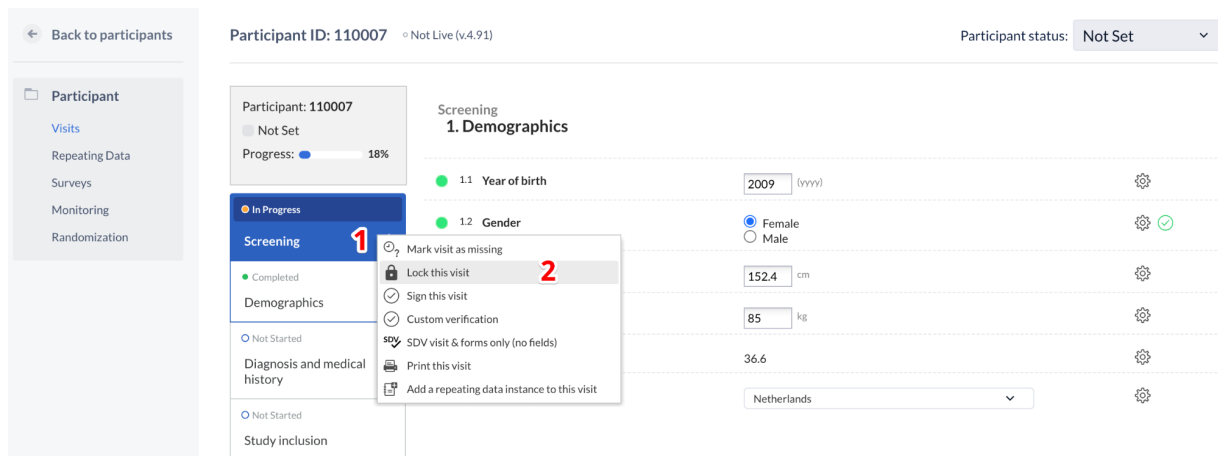 Back to participants
Participant ID: 110007
Not Live (v.4.91)
Participant status:
Not Set
Participant
Visits
Repeating Data
Surveys
Monitoring
Randomization
Participant: 110007
Not Set
Progress:
18%
In Progress
Screening
1
Completed
Demographics
Not Started
Diagnosis and medical
history
Not Started
Study inclusion
Mark visit as missing
Lock this visit
2
Sign this visit
Custom verification
SDV
SDV visit & forms only (no fields)
Print this visit
Add a repeating data instance to this visit
Screening
1. Demographics
1.1 Year of birth
2009 (yyyy)
1.2 Gender
Female
Male
152.4 cm
85 kg
36.6
Netherlands